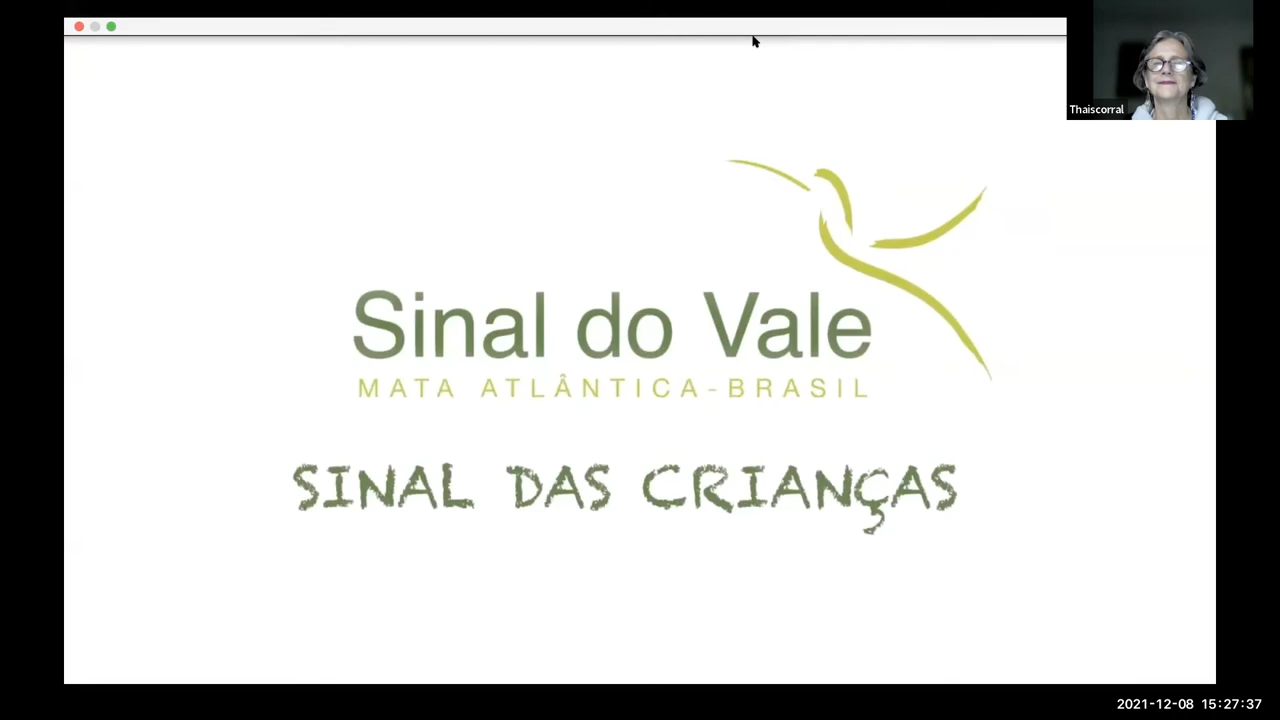 Thaiscorral
Sinal do Vale
MATA ATLÂNTICA-BRASIL
SINAL DAS CRIANÇAS
2021-12-08 15:27:37